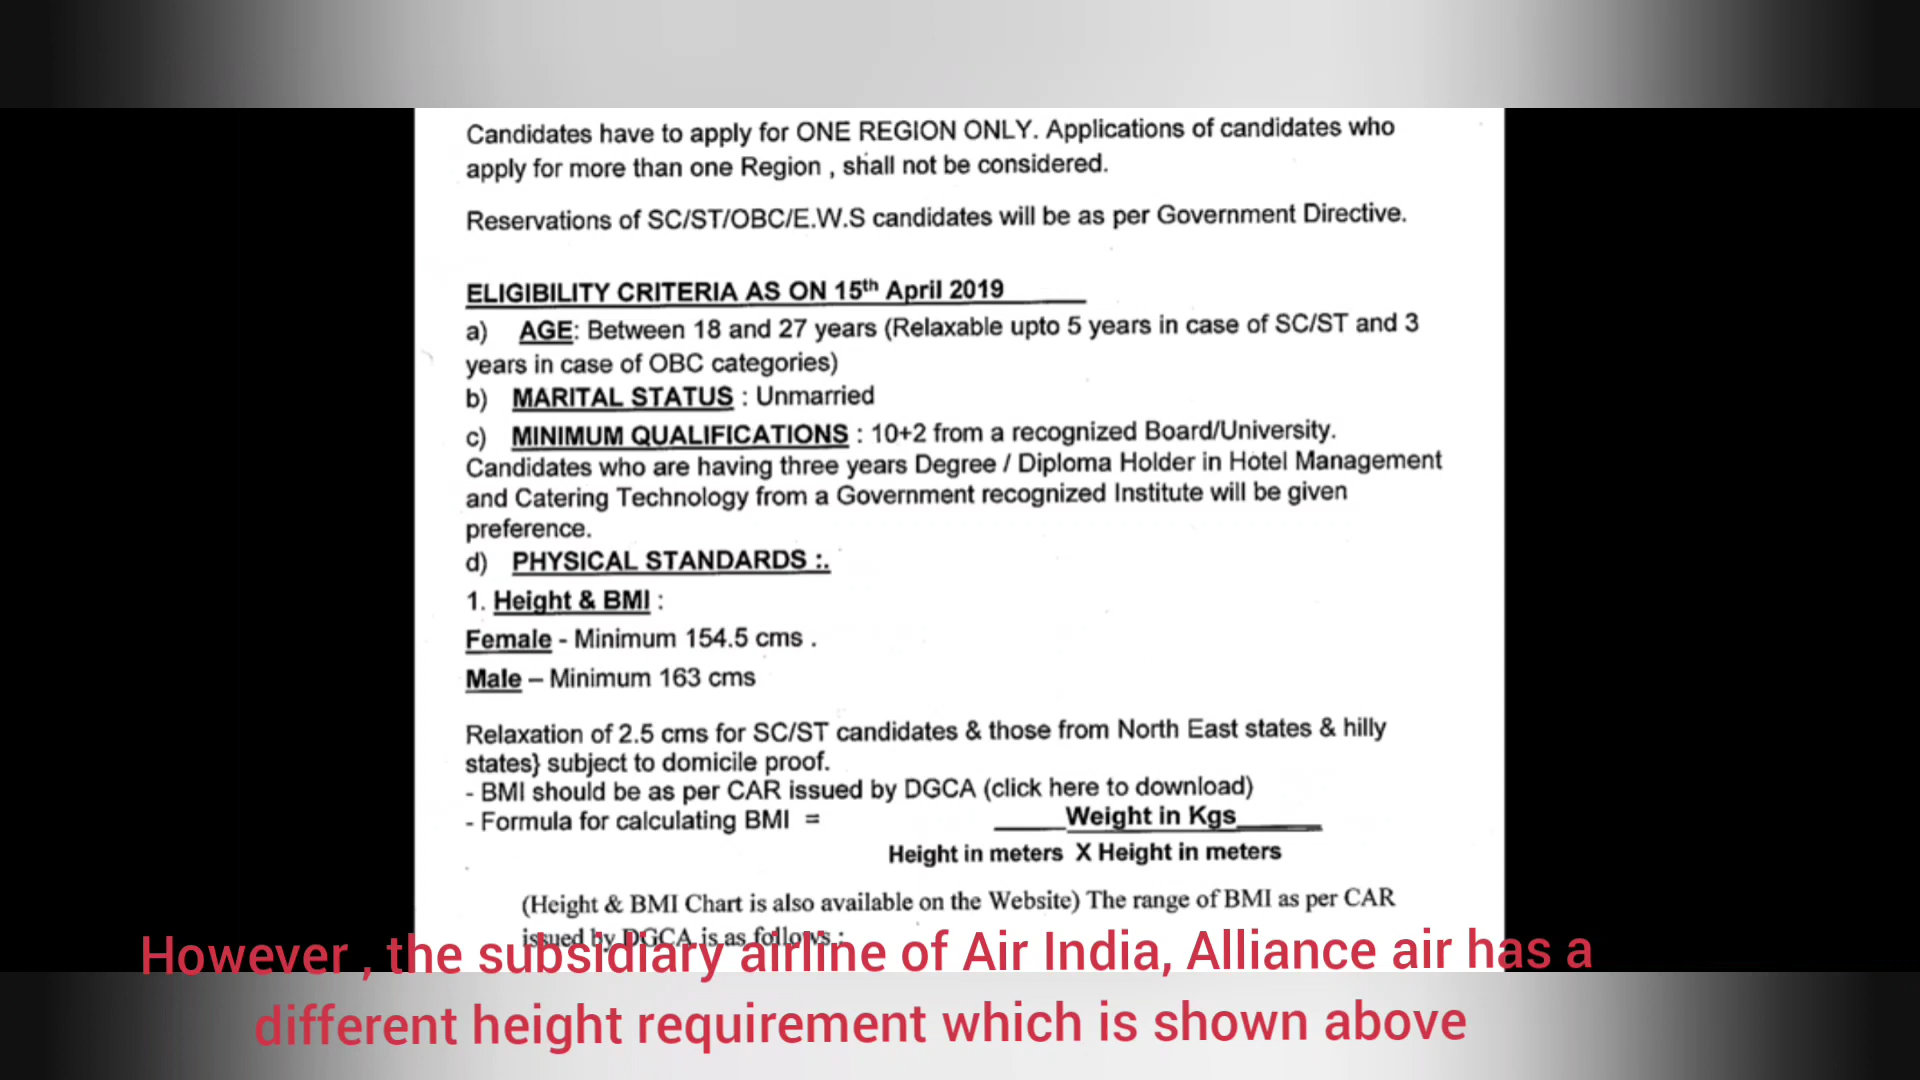 Candidates have to apply for ONE REGION ONLY. Applications of candidates who
apply for more than one Region , shall not be considered.
Reservations of SC/ST/OBC/E.W.S candidates will be as per Government Directive.
ELIGIBILITY CRITERIA AS ON 15th April 2019
a) AGE: Between 18 and 27 years (Relaxable upto 5 years in case of SC/ST and 3
years in case of OBC categories)
b) MARITAL STATUS : Unmarried
c) MINIMUM QUALIFICATIONS : 10+2 from a recognized Board/University.
Candidates who are having three years Degree / Diploma Holder in Hotel Management
and Catering Technology from a Government recognized Institute will be given
preference.
d) PHYSICAL STANDARDS :.
1. Height & BMI :
Female - Minimum 154.5 cms .
Male – Minimum 163 cms
Relaxation of 2.5 cms for SC/ST candidates & those from North East states & hilly
states} subject to domicile proof.
- BMI should be as per CAR issued by DGCA (click here to download)
- Formula for calculating BMI = Weight in Kgs
Height in meters X Height in meters
(Height & BMI Chart is also available on the Website) The range of BMI as per CAR
issued by DGCA is as follows :
However , the subsidiary airline of Air India, Alliance air has a
different height requirement which is shown above